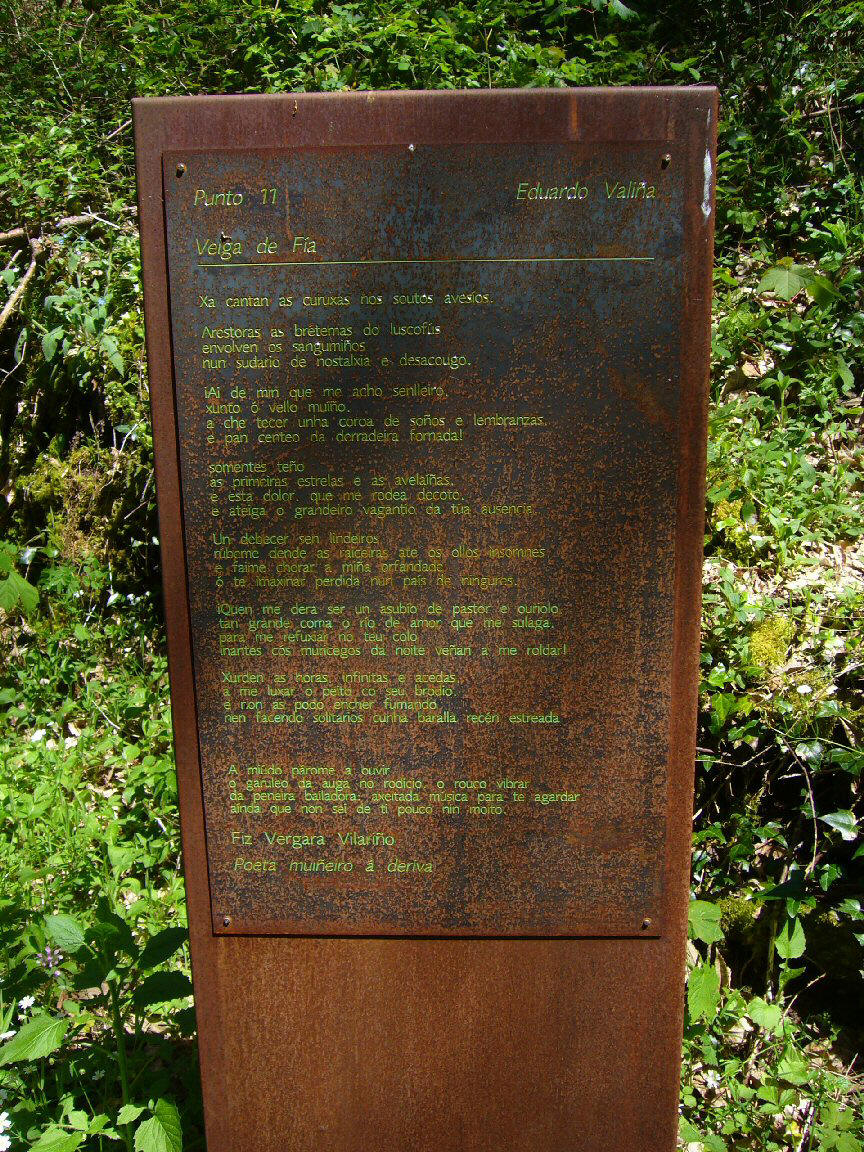 Punto 11
Eduardo Valiña
Veiga de Fía
Xa cantan as curuxas nos soutos avesíos.
Arestoras as brétemas do luscofús
envolven os sangumiños
nun sudario de nostalxia e desacougo.
¡Ai de min que me acho senlleiro,
xunto ó vello muíño,
a che tecer unha coroa de soños e lembranzas,
e pan centeo da derradeira fornada!
somentes teño
as primeiras estrelas e as avelaíñas,
e esta dolor, que me rodea decote,
e ateiga o grandeiro vagantío da túa ausencia.
Un debecer sen lindeiros
rubeme dende as raiceiras ate os ollos insomnes
e faime chorar a miña orfandade
o te imaxinar perdida nun país de ningures.
¡Quen me dera ser un asubío de pastor e ouriolo,
tan grande coma o río de amor que me sulaga,
para me refuxiar no teu colo
inantes cós murcegos da noite veñan a me roldar!
Xurden as horas, infinitas e acedas,
a me luxar o peito co seu brodio,
e non as podo encher fumando,
nen facendo solitarios cunha baralla recén estreada
A miúdo párome a ouvir
o garuleo da auga no rodicio, o rouco vibrar
da peneira bailadora, axeitada música para te agardar
aínda que non sei de ti pouco nin moito.
Fiz Vergara Vilariño
Poeta muiñeiro á deriva